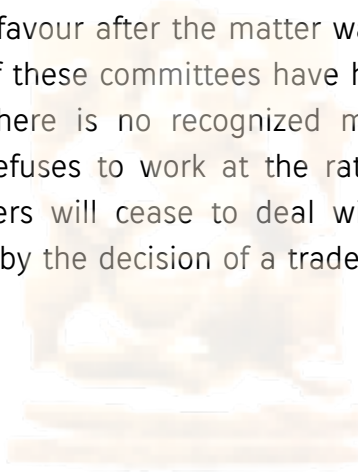 favour after the matter wa
f these committees have h
here is no recognized m
efuses to work at the rat
ers will cease to deal wi
by the decision of a trade